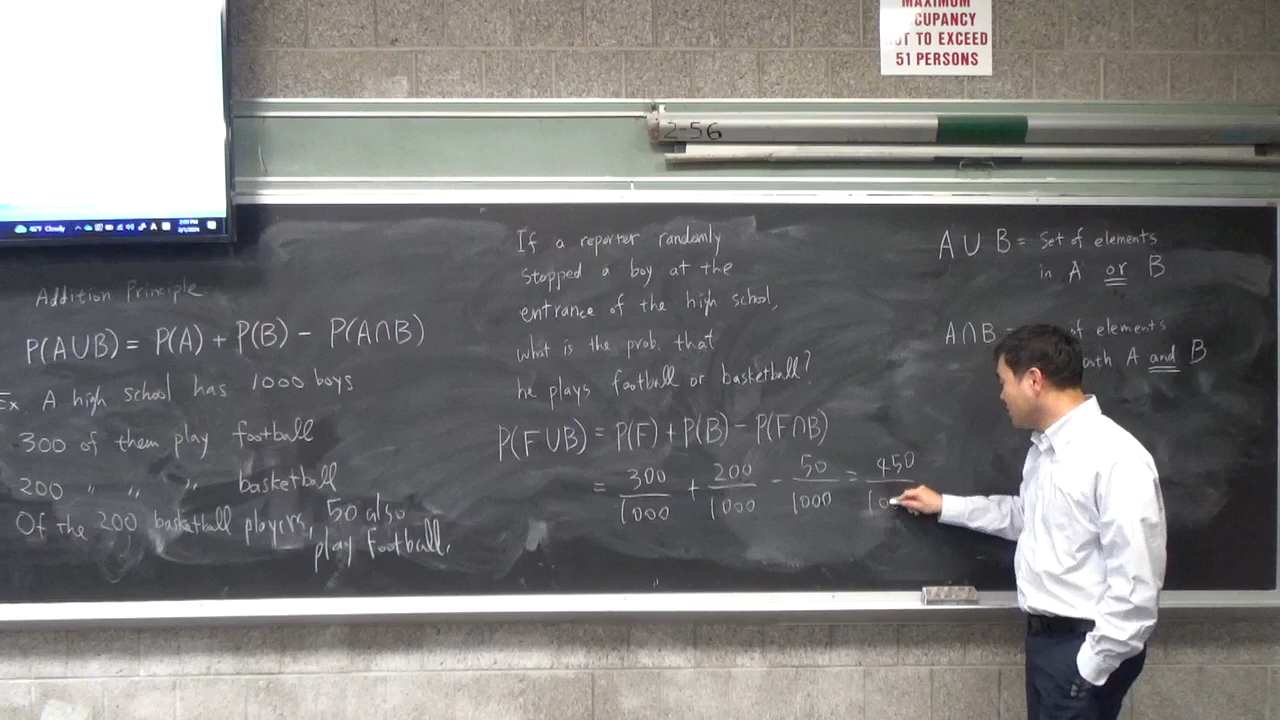 MAXIMUM
CUPANCY
TO EXCEED
51 PERSONS
2-56
Cloudy
Addition Principle
P(A∪B) = P(A) + P(B) - P(A∩B)
Ex. A high school has 1000 boys
300 of them play football
200 " " " basketball
Of the 200 basketball players, 50 also
play football.
If a reporter randomly
stopped a boy at the
entrance of the high school,
what is the prob. that
he plays football or basketball?
P(F∪B) = P(F) + P(B) - P(F∩B)
= 300/1000 + 200/1000 - 50/1000 = 450/100
A ∪ B = Set of elements
in A or B
A∩B = of elements
A and B